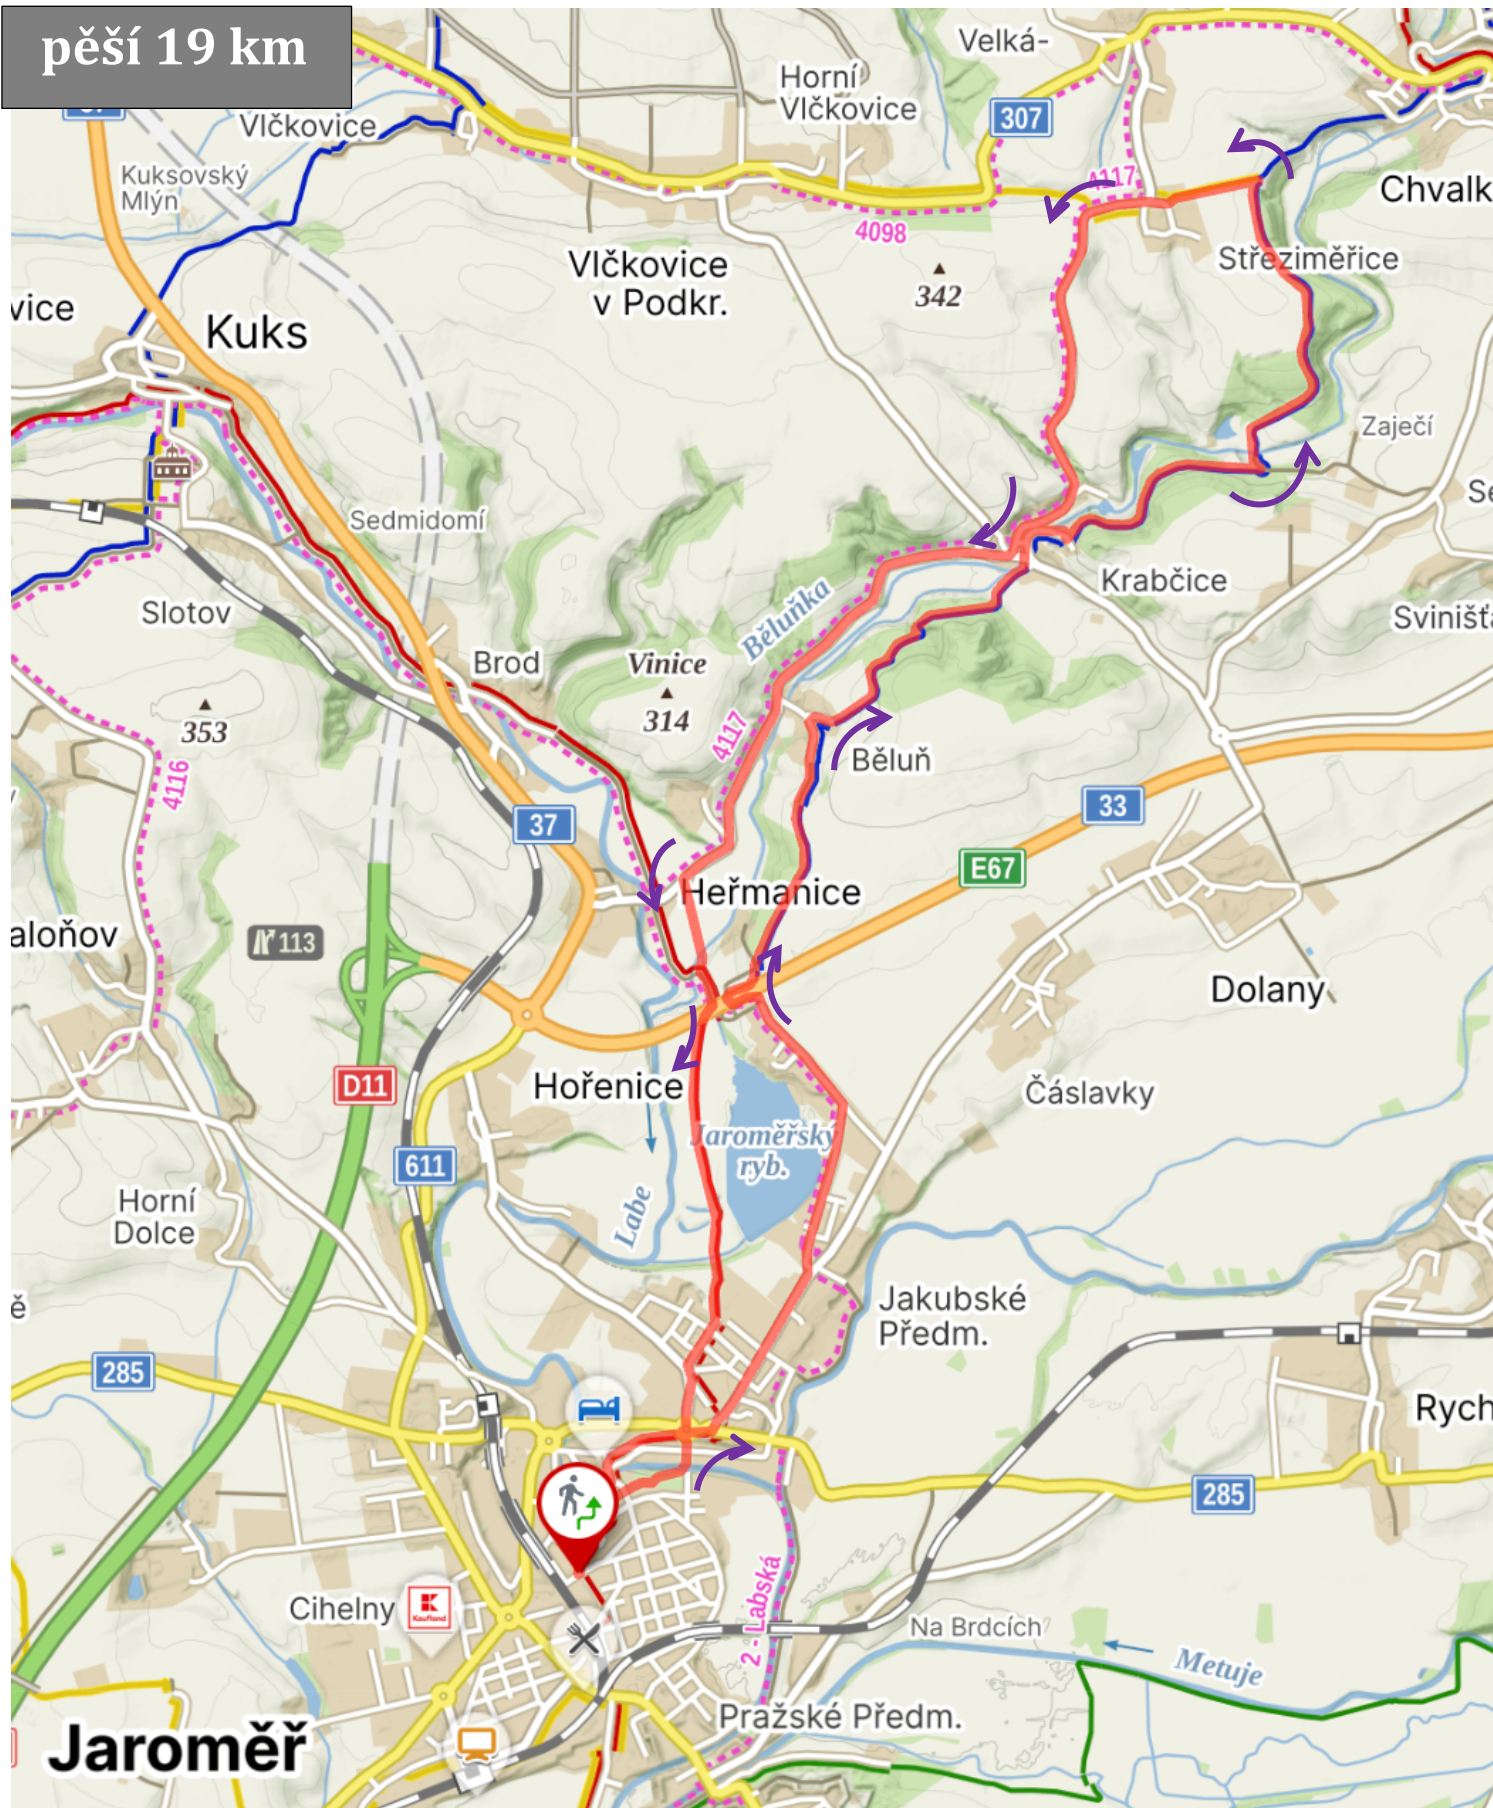 pěší 19 km
Velká-
Horní
Vlčkovice
307
Vlčkovice
Kuksovský
Mlýn
4117
Chvalk
4098
Vlčkovice
v Podkr.
Střeziměřice
342
vice
Kuks
Zaječí
Sedmidomí
Slotov
Krabčice
Svinišťa
Běluňka
Brod
Vinice
314
353
4117
4116
Běluň
33
37
E67
Heřmanice
aloňov
113
Dolany
D11
Hořenice
Čáslavky
Jaroměřský
ryb.
611
Horní
Dolce
Labe
ě
Jakubské
Předm.
285
Rych
285
Cihelny
K
Kaufland
2 - Labská
Na Brdcích
Metuje
Pražské Předm.
Jaroměř